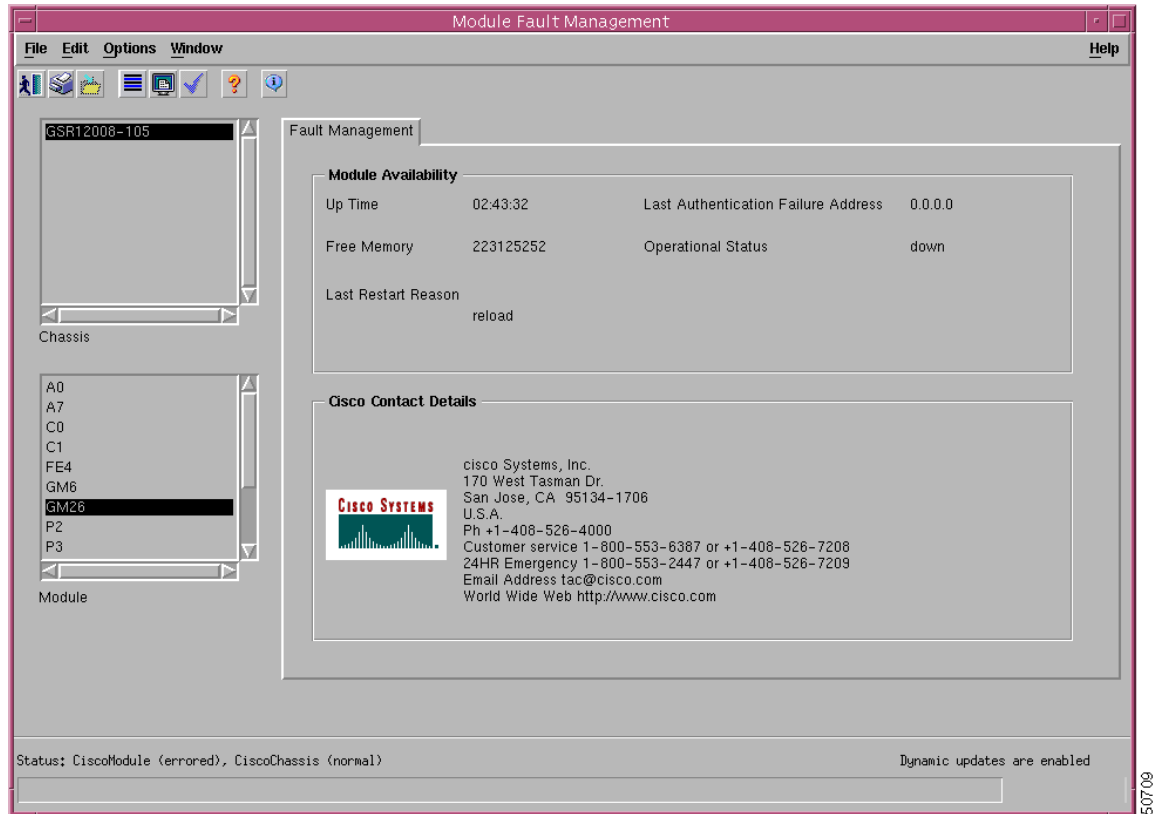 Module Fault Management
File Edit Options Window Help
GSR12008-105
Chassis
A0
A7
C0
C1
FE4
GM6
GM26
P2
P3
Module
Fault Management
Module Availability
Up Time 02:43:32 Last Authentication Failure Address 0.0.0.0
Free Memory 223125252 Operational Status down
Last Restart Reason
reload
Cisco Contact Details
CISCO SYSTEMS
cisco Systems, Inc.
170 West Tasman Dr.
San Jose, CA 95134-1706
U.S.A.
Ph +1-408-526-4000
Customer service 1-800-553-6387 or +1-408-526-7208
24HR Emergency 1-800-553-2447 or +1-408-526-7209
Email Address tac@cisco.com
World Wide Web http://www.cisco.com
Status: CiscoModule (errored), CiscoChassis (normal) Dynamic updates are enabled
50709